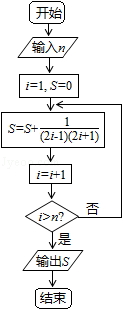 开始
输入n
i=1, S=0
S=S+\frac{1}{(2i-1)(2i+1)}
i=i+1
i>n?
否
是
输出S
结束